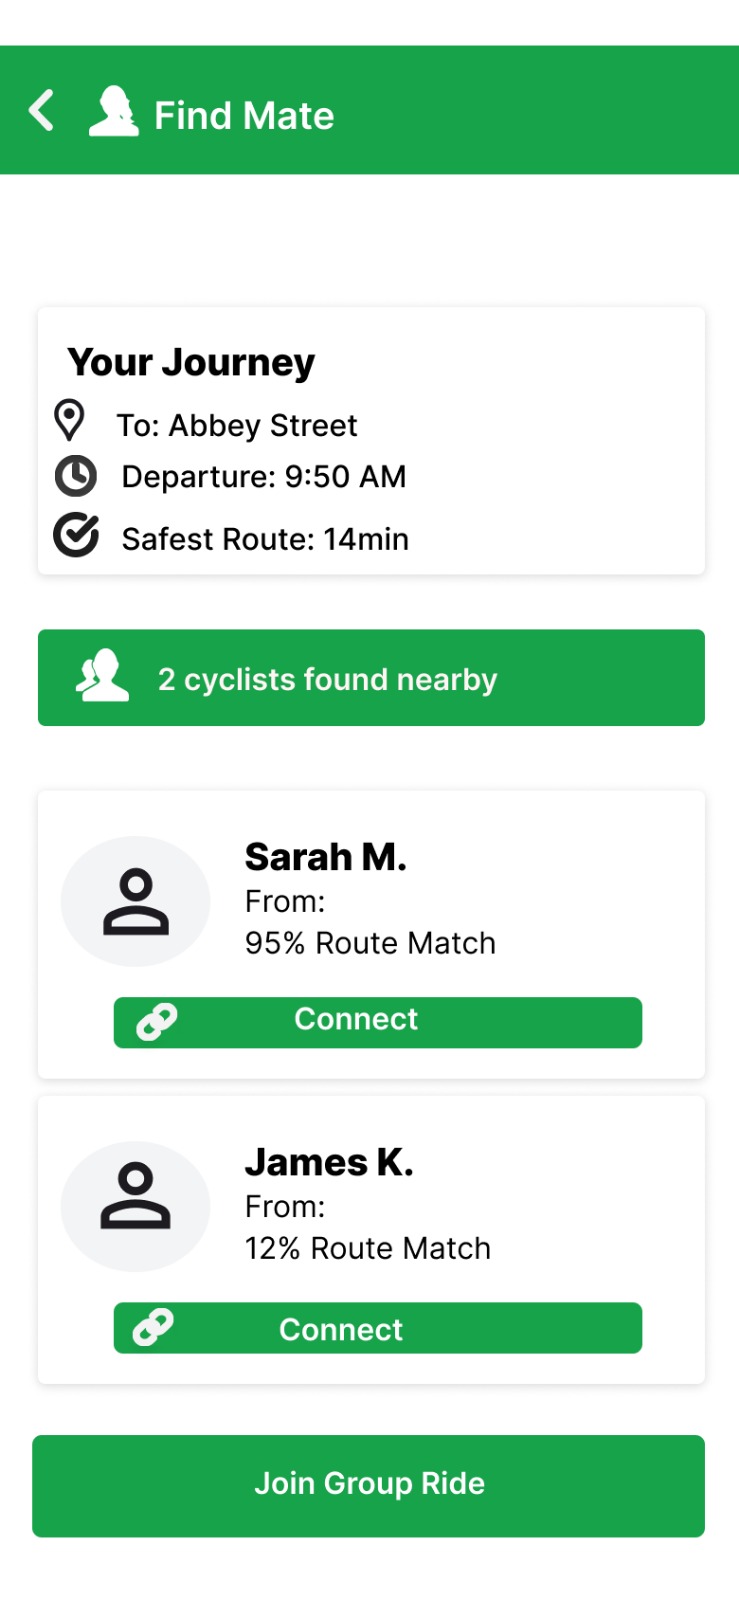 Find Mate
Your Journey
To: Abbey Street
Departure: 9:50 AM
Safest Route: 14min
2 cyclists found nearby
Sarah M.
From:
95% Route Match
Connect
James K.
From:
12% Route Match
Connect
Join Group Ride